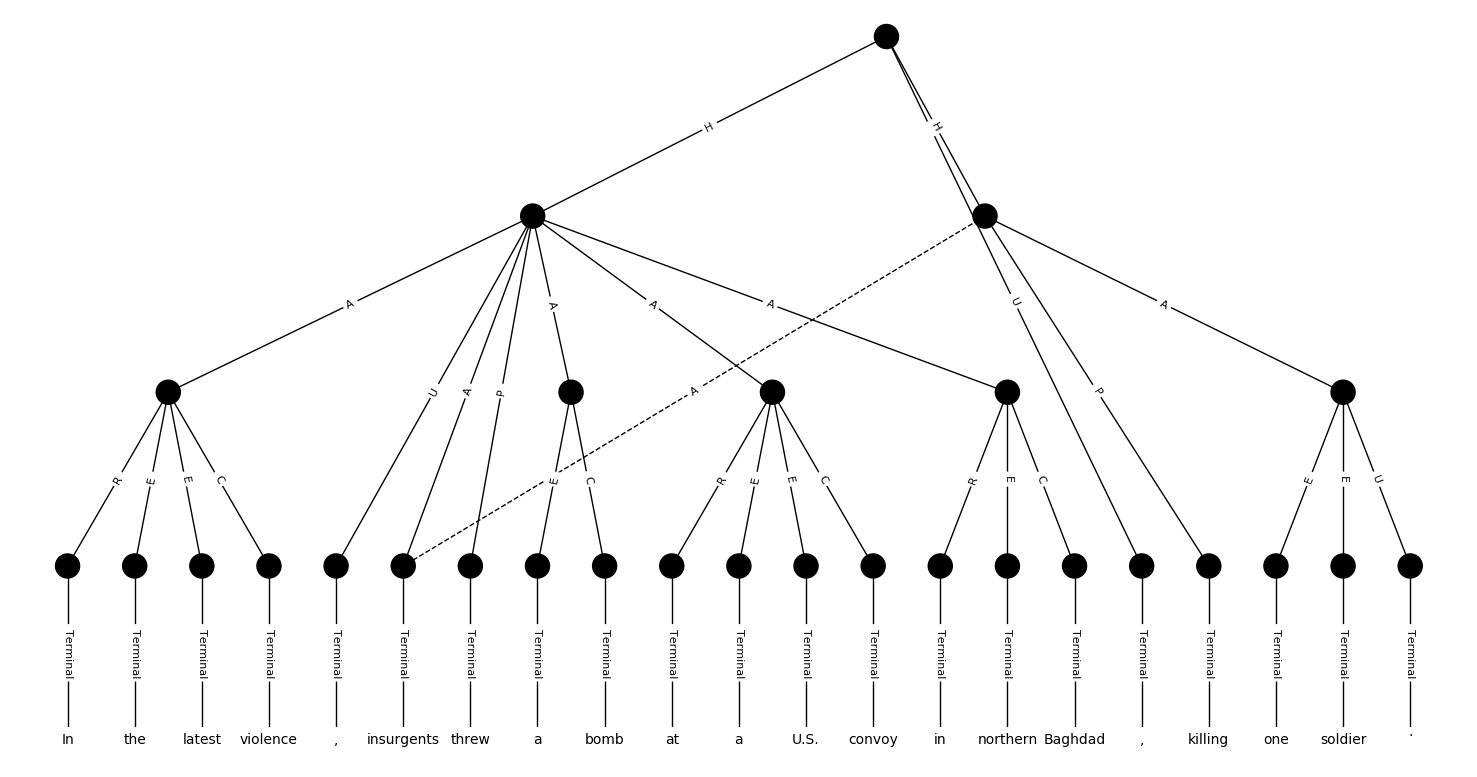 H H
A U A P A A A A U P A
R E E C E C R E E C R E C E E U
Terminal Terminal Terminal Terminal Terminal Terminal Terminal Terminal Terminal Terminal Terminal Terminal Terminal Terminal Terminal Terminal Terminal Terminal Terminal Terminal Terminal
In the latest violence , insurgents threw a bomb at a U.S. convoy in northern Baghdad , killing one soldier .